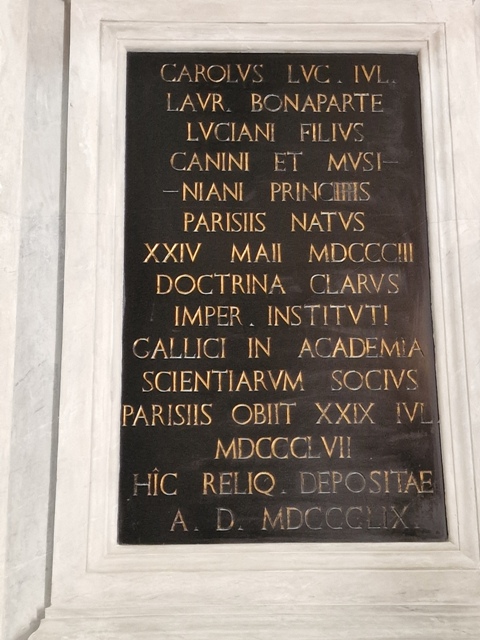 CAROLVS LVC. IVL.
LAVR. BONAPARTE
LVCIANI FILIVS
CANINI ET MVSI-
-NIANI PRINCIPIS
PARISIIS NATVS
XXIV MAII MDCCCIII
DOCTRINA CLARVS
IMPER. INSTITVTI
GALLICI IN ACADEMIA
SCIENTIARVM SOCIVS
PARISIIS OBIIT XXIX IVL.
MDCCCLVII
HÎC RELIQ. DEPOSITAE
A. D. MDCCCLIX.